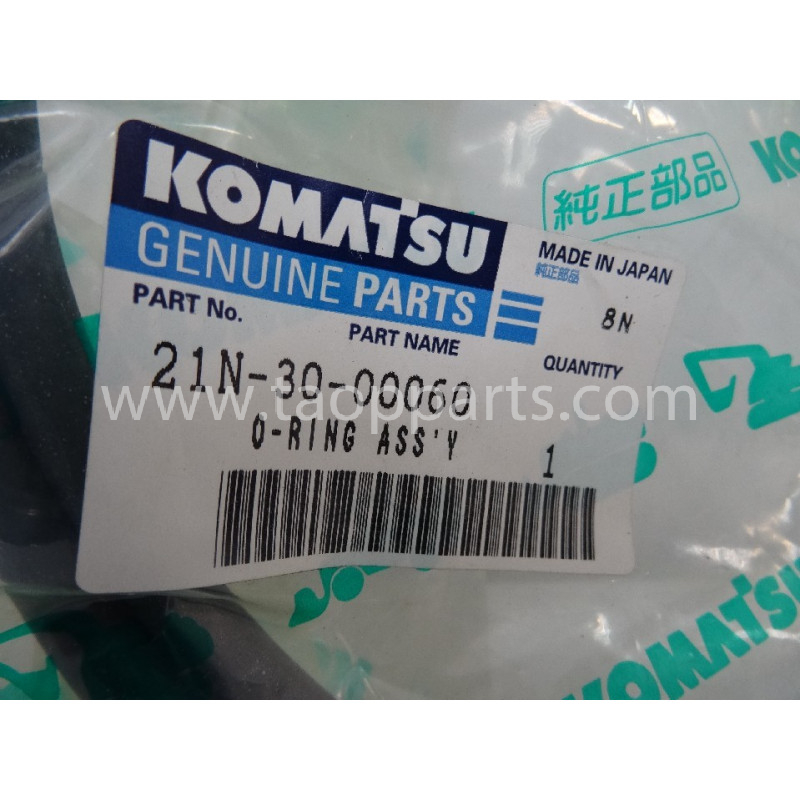 純正部品
KO
KOMATSU
GENUINE PARTS
MADE IN JAPAN
純正部品
8N
PART No.
PART NAME
QUANTITY
21N-30-00060
www.taopparts.com
O-RING ASS'Y
1
KOMATSU